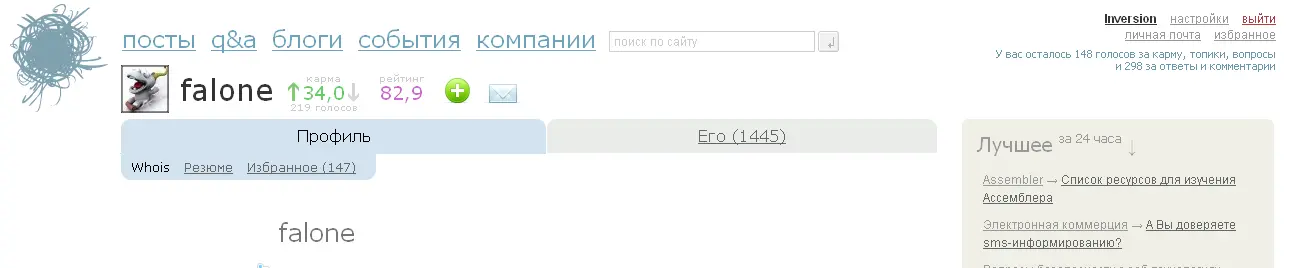 Inversion настройки выйти
личная почта избранное
посты q&a блоги события компании поиск по сайту
У вас осталось 148 голосов за карму, топики, вопросы
и 298 за ответы и комментарии
falone карма 34,0 219 голосов рейтинг 82,9
Профиль Его (1445)
Whois Резюме Избранное (147)
falone
Лучшее за 24 часа ↓
Assembler → Список ресурсов для изучения
Ассемблера
Электронная коммерция → А Вы доверяете
sms-информированию?